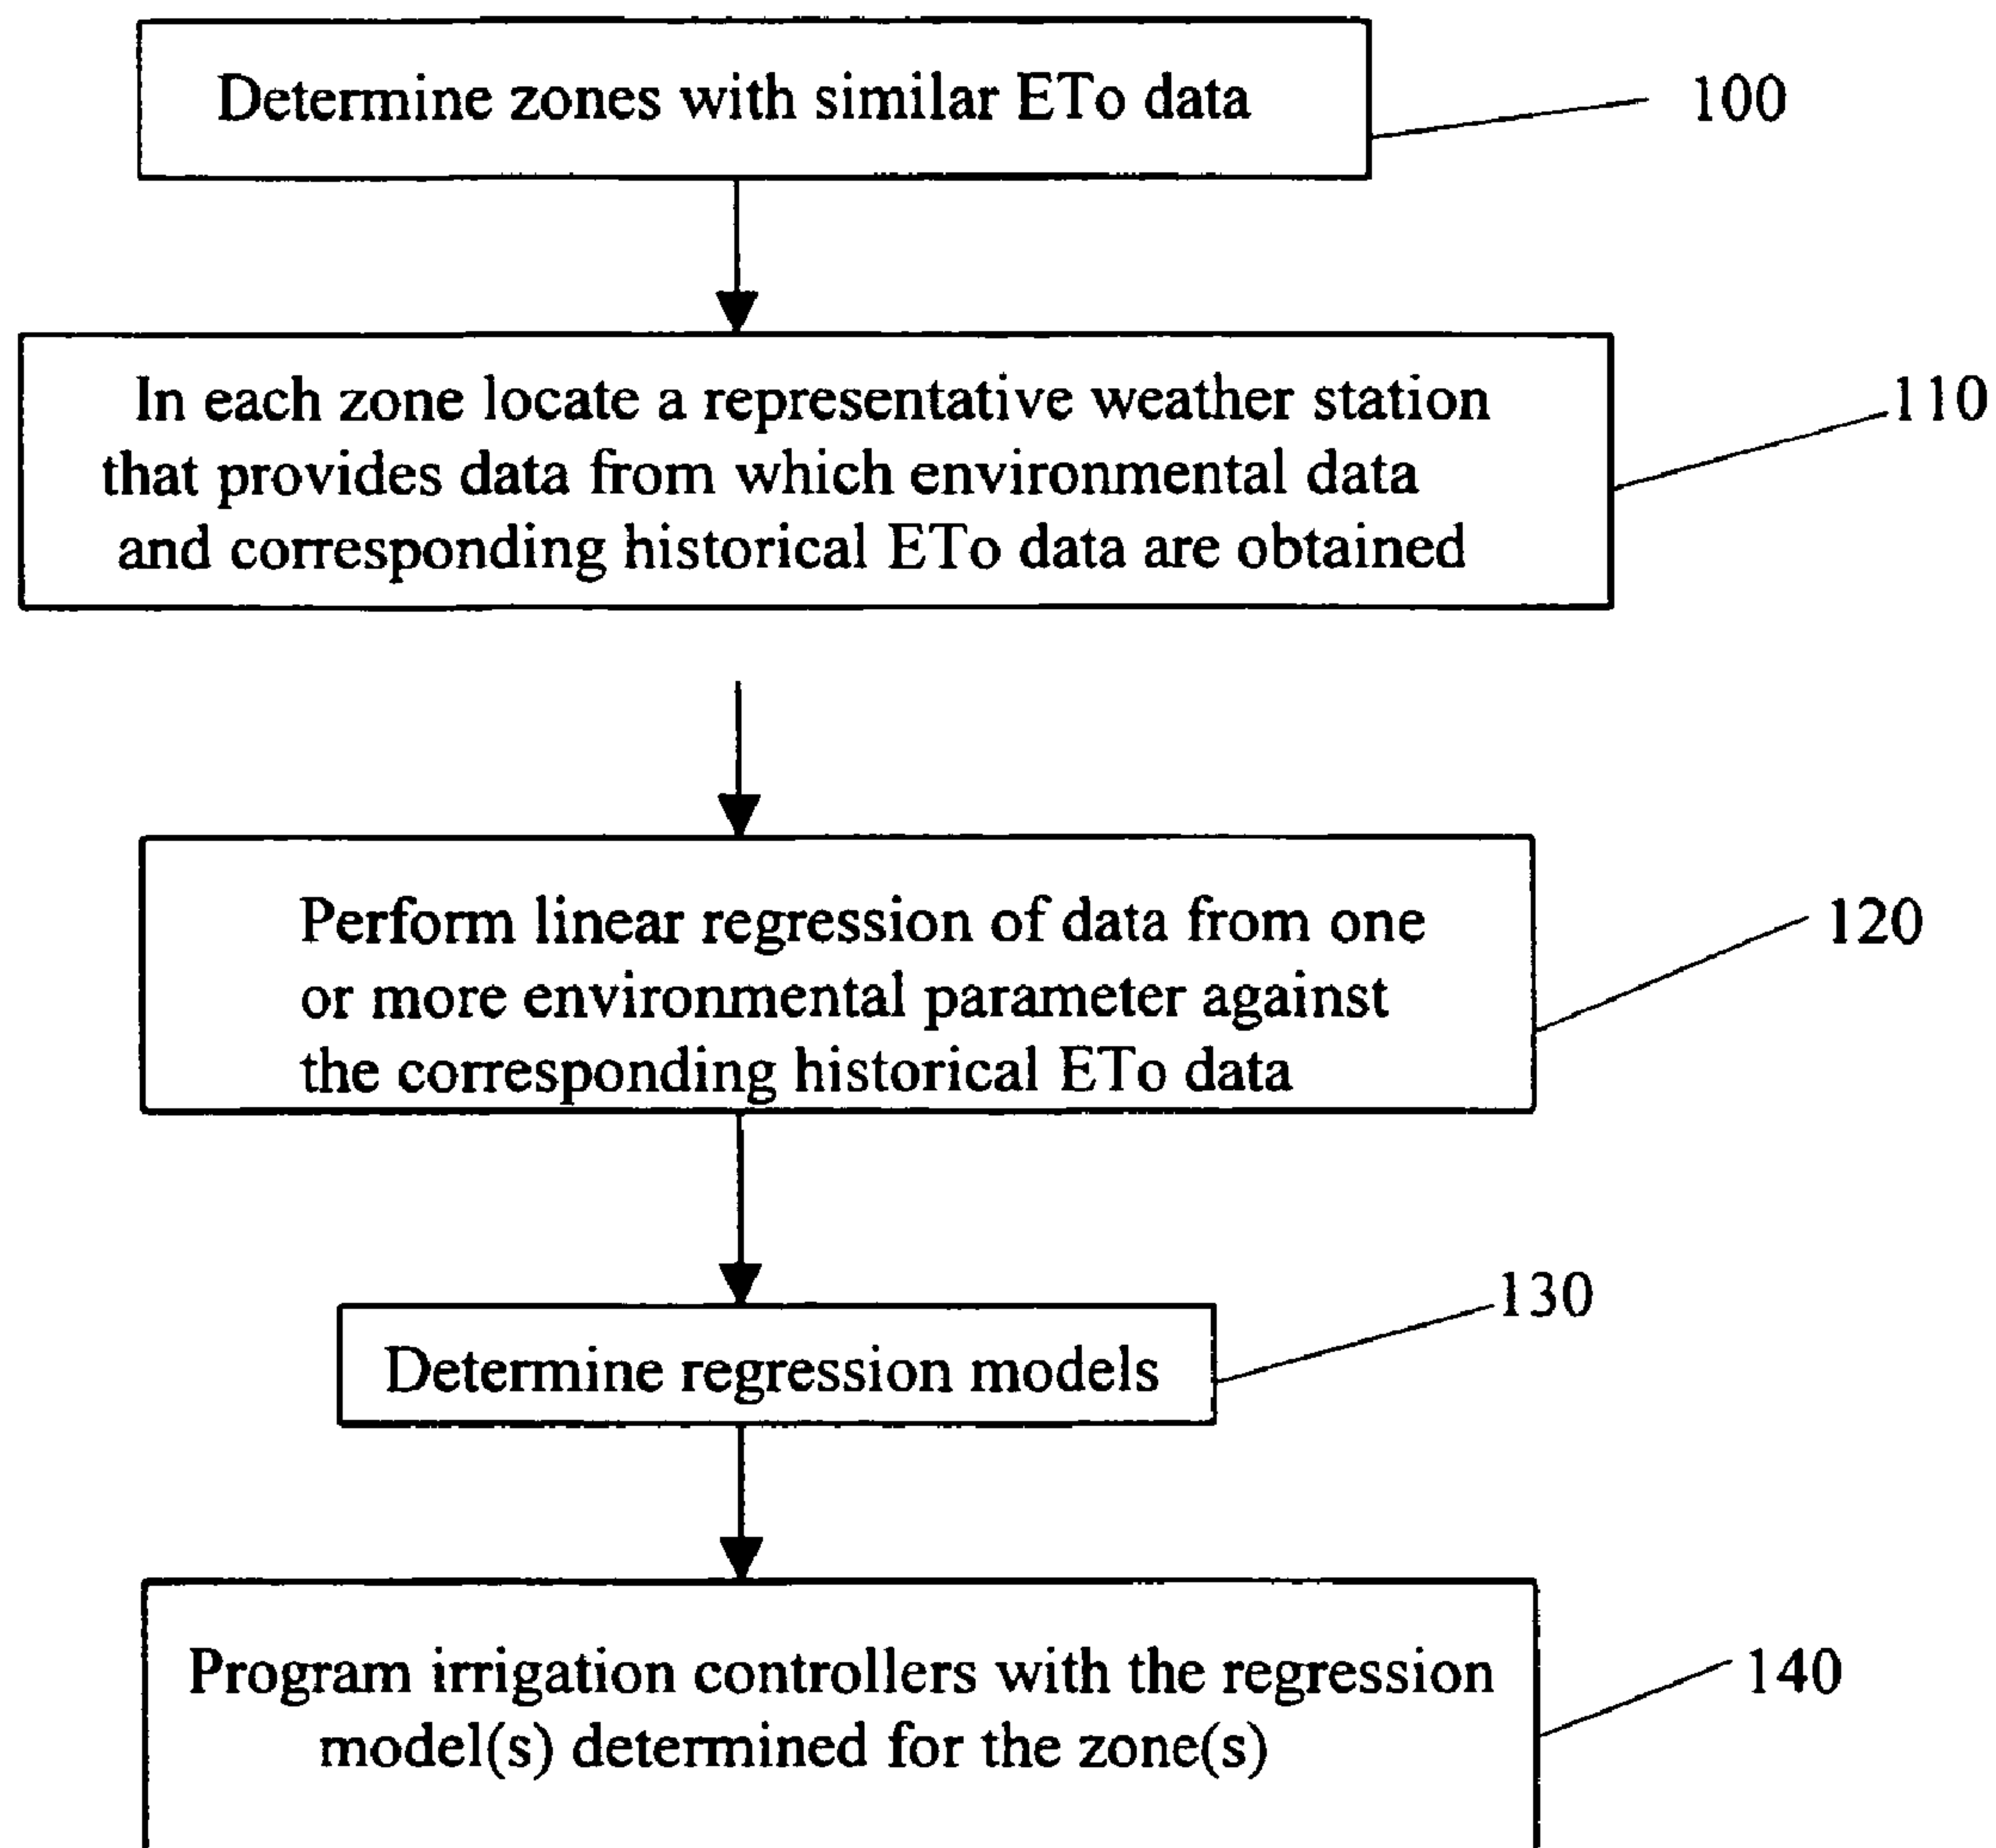 Determine zones with similar ETo data
100
In each zone locate a representative weather station
that provides data from which environmental data
and corresponding historical ETo data are obtained
110
Perform linear regression of data from one
or more environmental parameter against
the corresponding historical ETo data
120
Determine regression models
130
Program irrigation controllers with the regression
model(s) determined for the zone(s)
140